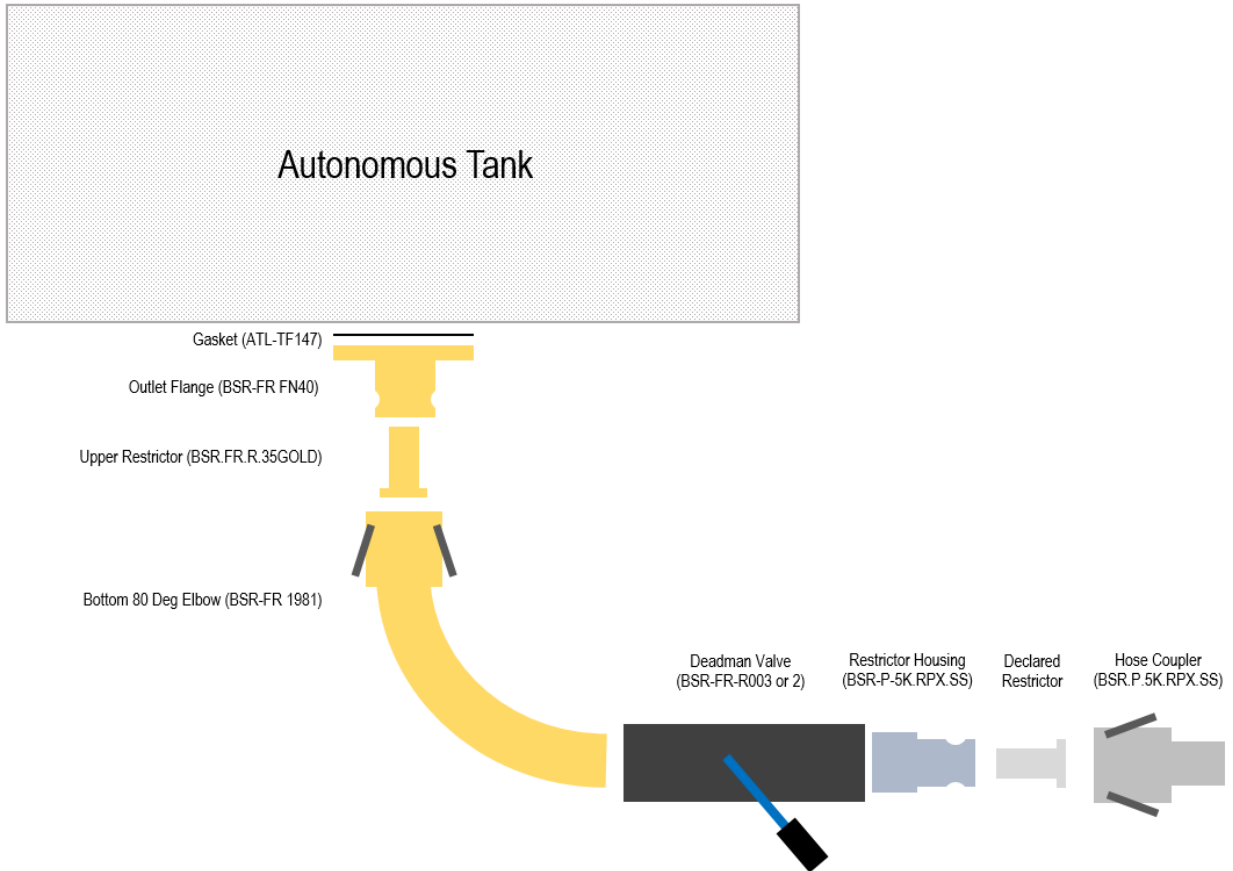 Autonomous Tank
Gasket (ATL-TF147)
Outlet Flange (BSR-FR FN40)
Upper Restrictor (BSR.FR.R.35GOLD)
Bottom 80 Deg Elbow (BSR-FR 1981)
Deadman Valve
(BSR-FR-R003 or 2)
Restrictor Housing
(BSR-P-5K.RPX.SS)
Declared
Restrictor
Hose Coupler
(BSR.P.5K.RPX.SS)